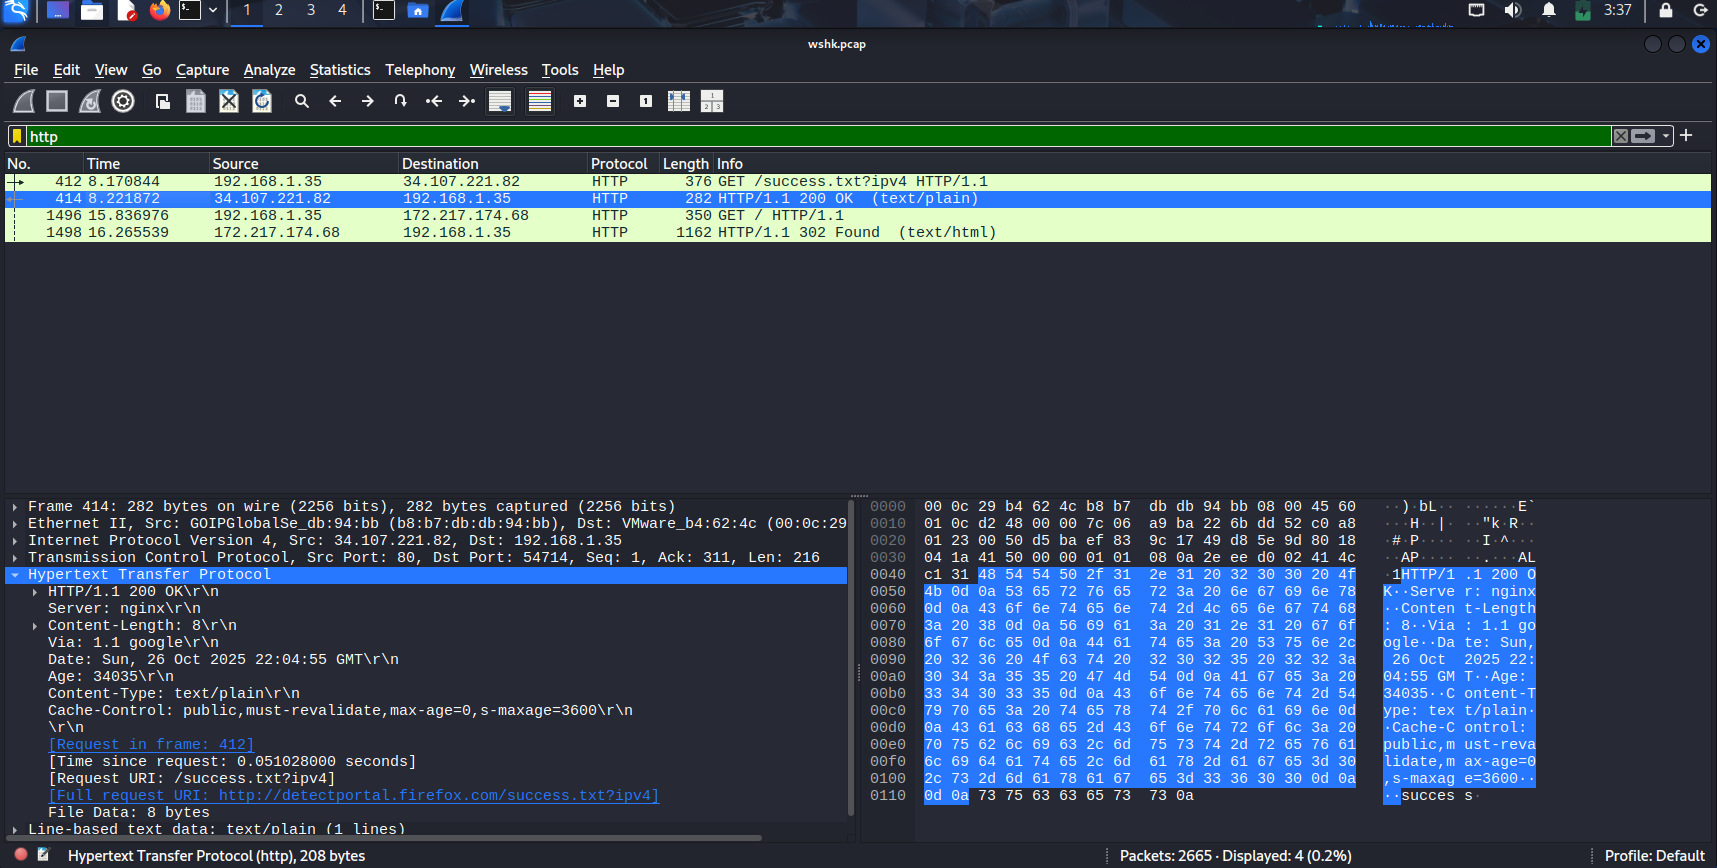 1 2 3 4 3:37
wshk.pcap
File Edit View Go Capture Analyze Statistics Telephony Wireless Tools Help
http
No. Time Source Destination Protocol Length Info
412 8.170844 192.168.1.35 34.107.221.82 HTTP 376 GET /success.txt?ipv4 HTTP/1.1
414 8.221872 34.107.221.82 192.168.1.35 HTTP 282 HTTP/1.1 200 OK  (text/plain)
1496 15.836976 192.168.1.35 172.217.174.68 HTTP 350 GET / HTTP/1.1
1498 16.265539 172.217.174.68 192.168.1.35 HTTP 1162 HTTP/1.1 302 Found  (text/html)
Frame 414: 282 bytes on wire (2256 bits), 282 bytes captured (2256 bits)
Ethernet II, Src: GOIPGlobalSe_db:94:bb (b8:b7:db:db:94:bb), Dst: VMware_b4:62:4c (00:0c:29
Internet Protocol Version 4, Src: 34.107.221.82, Dst: 192.168.1.35
Transmission Control Protocol, Src Port: 80, Dst Port: 54714, Seq: 1, Ack: 311, Len: 216
Hypertext Transfer Protocol
HTTP/1.1 200 OK\r\n
Server: nginx\r\n
Content-Length: 8\r\n
Via: 1.1 google\r\n
Date: Sun, 26 Oct 2025 22:04:55 GMT\r\n
Age: 34035\r\n
Content-Type: text/plain\r\n
Cache-Control: public,must-revalidate,max-age=0,s-maxage=3600\r\n
\r\n
[Request in frame: 412]
[Time since request: 0.051028000 seconds]
[Request URI: /success.txt?ipv4]
[Full request URI: http://detectportal.firefox.com/success.txt?ipv4]
File Data: 8 bytes
Line-based text data: text/plain (1 lines)
0000 00 0c 29 b4 62 4c b8 b7 db db 94 bb 08 00 45 60 ··)·bL·· ······E`
0010 01 0c d2 48 00 00 7c 06 a9 ba 22 6b dd 52 c0 a8 ···H··|· ··"k·R··
0020 01 23 00 50 d5 ba ef 83 9c 17 49 d8 5e 9d 80 18 ·#·P···· ··I·^···
0030 04 1a 41 50 00 00 01 01 08 0a 2e ee d0 02 41 4c ··AP···· ··.···AL
0040 c1 31 48 54 54 50 2f 31 2e 31 20 32 30 30 20 4f ·1HTTP/1 .1 200 O
0050 4b 0d 0a 53 65 72 76 65 72 3a 20 6e 67 69 6e 78 K··Serve r: nginx
0060 0d 0a 43 6f 6e 74 65 6e 74 2d 4c 65 6e 67 74 68 ··Conten t-Length
0070 3a 20 38 0d 0a 56 69 61 3a 20 31 2e 31 20 67 6f : 8··Via : 1.1 go
0080 6f 67 6c 65 0d 0a 44 61 74 65 3a 20 53 75 6e 2c ogle··Da te: Sun,
0090 20 32 36 20 4f 63 74 20 32 30 32 35 20 32 32 3a  26 Oct  2025 22:
00a0 30 34 3a 35 35 20 47 4d 54 0d 0a 41 67 65 3a 20 04:55 GM T··Age:
00b0 33 34 30 33 35 0d 0a 43 6f 6e 74 65 6e 74 2d 54 34035··C ontent-T
00c0 79 70 65 3a 20 74 65 78 74 2f 70 6c 61 69 6e 0d ype: tex t/plain·
00d0 0a 43 61 63 68 65 2d 43 6f 6e 74 72 6f 6c 3a 20 ·Cache-C ontrol:
00e0 70 75 62 6c 69 63 2c 6d 75 73 74 2d 72 65 76 61 public,m ust-reva
00f0 6c 69 64 61 74 65 2c 6d 61 78 2d 61 67 65 3d 30 lidate,m ax-age=0
0100 2c 73 2d 6d 61 78 61 67 65 3d 33 36 30 30 0d 0a ,s-maxag e=3600··
0110 0d 0a 73 75 63 63 65 73 73 0a ··succes s·
Hypertext Transfer Protocol (http), 208 bytes Packets: 2665 · Displayed: 4 (0.2%) Profile: Default